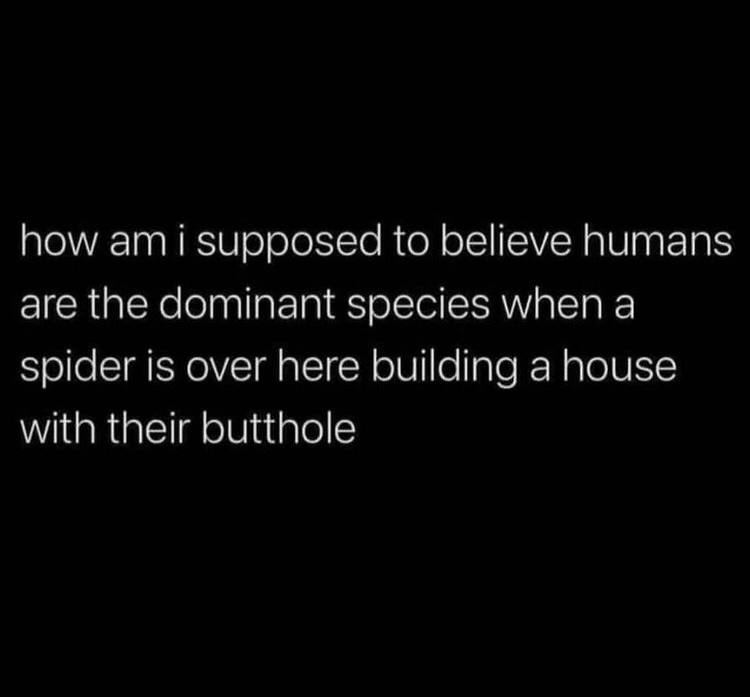 how am i supposed to believe humans
are the dominant species when a
spider is over here building a house
with their butthole